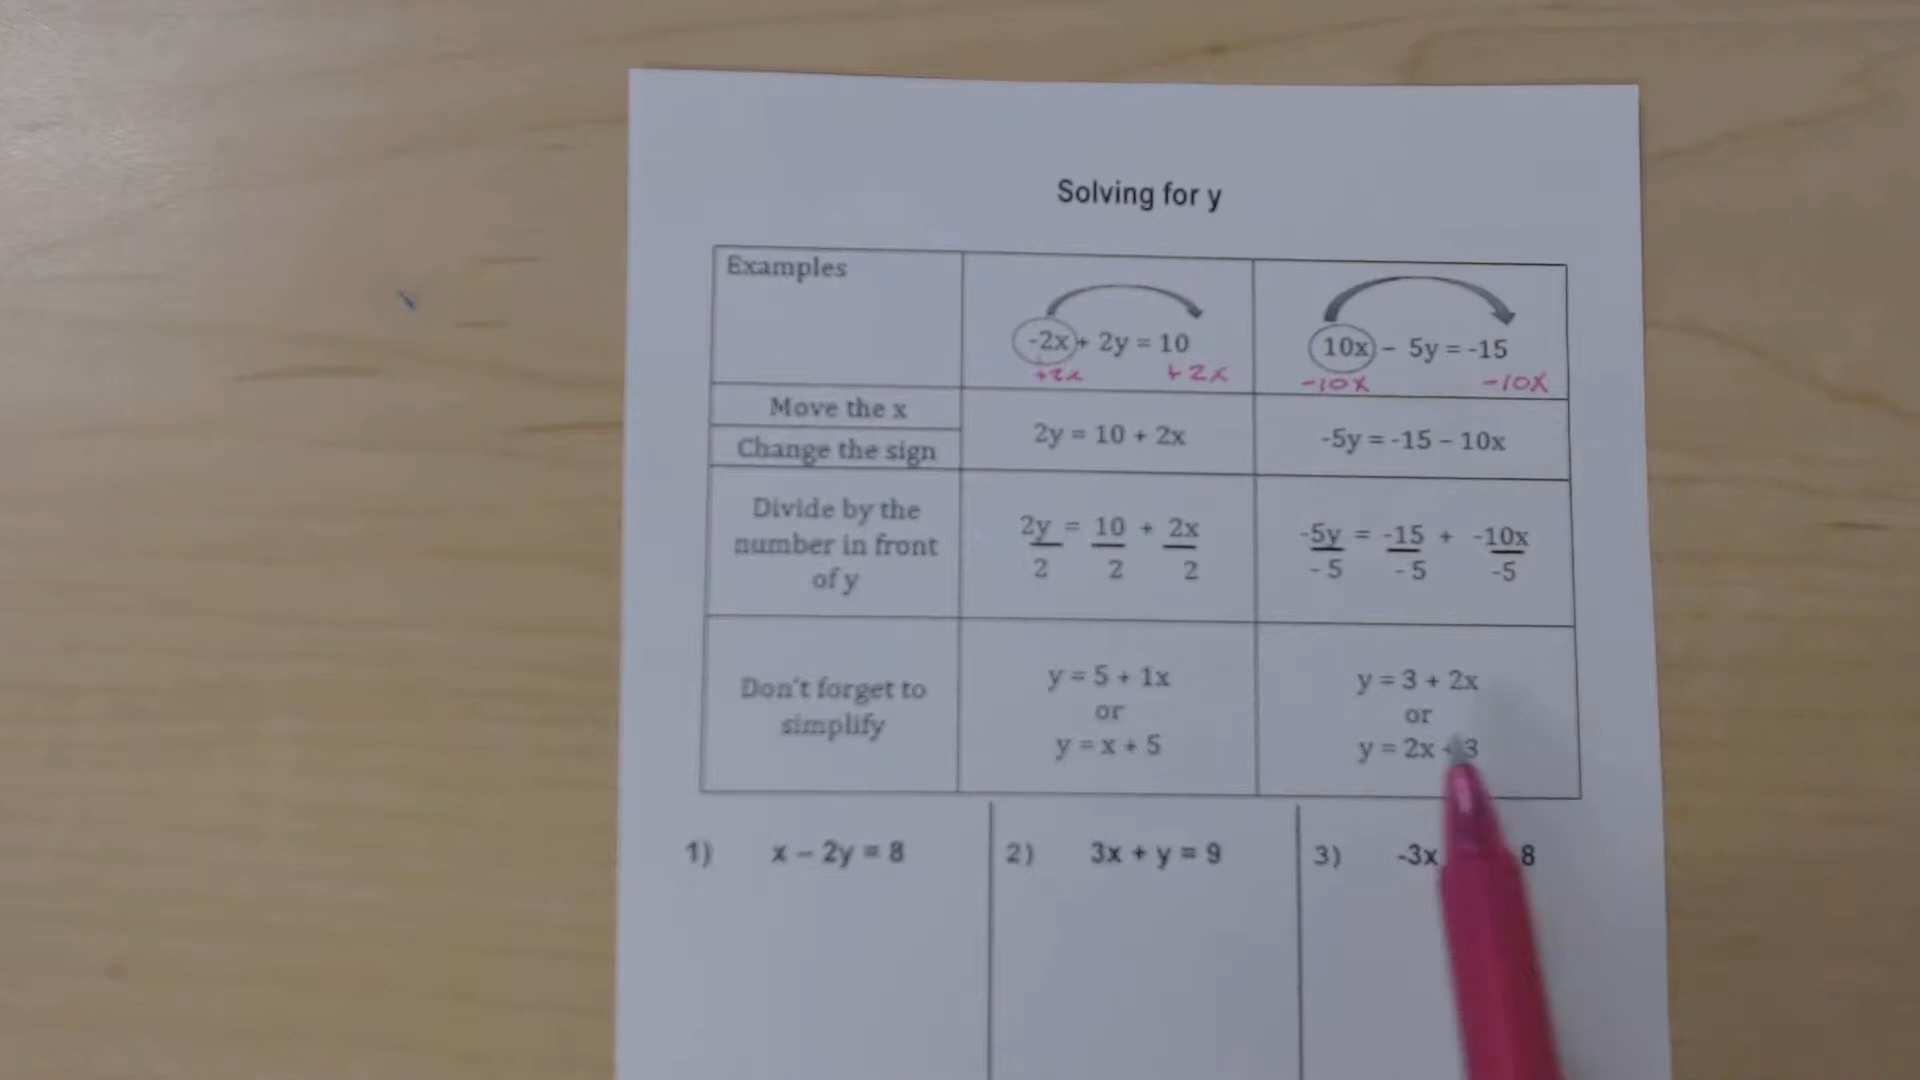 Solving for y
Examples
-2x + 2y = 10
+2x +2x
10x – 5y = -15
-10x -10x
Move the x
Change the sign
2y = 10 + 2x
-5y = -15 – 10x
Divide by the
number in front
of y
2y = 10 + 2x
2 2 2
-5y = -15 + -10x
-5 -5 -5
Don't forget to
simplify
y = 5 + 1x
or
y = x + 5
y = 3 + 2x
or
y = 2x + 3
1) x – 2y = 8
2) 3x + y = 9
3) -3x 8